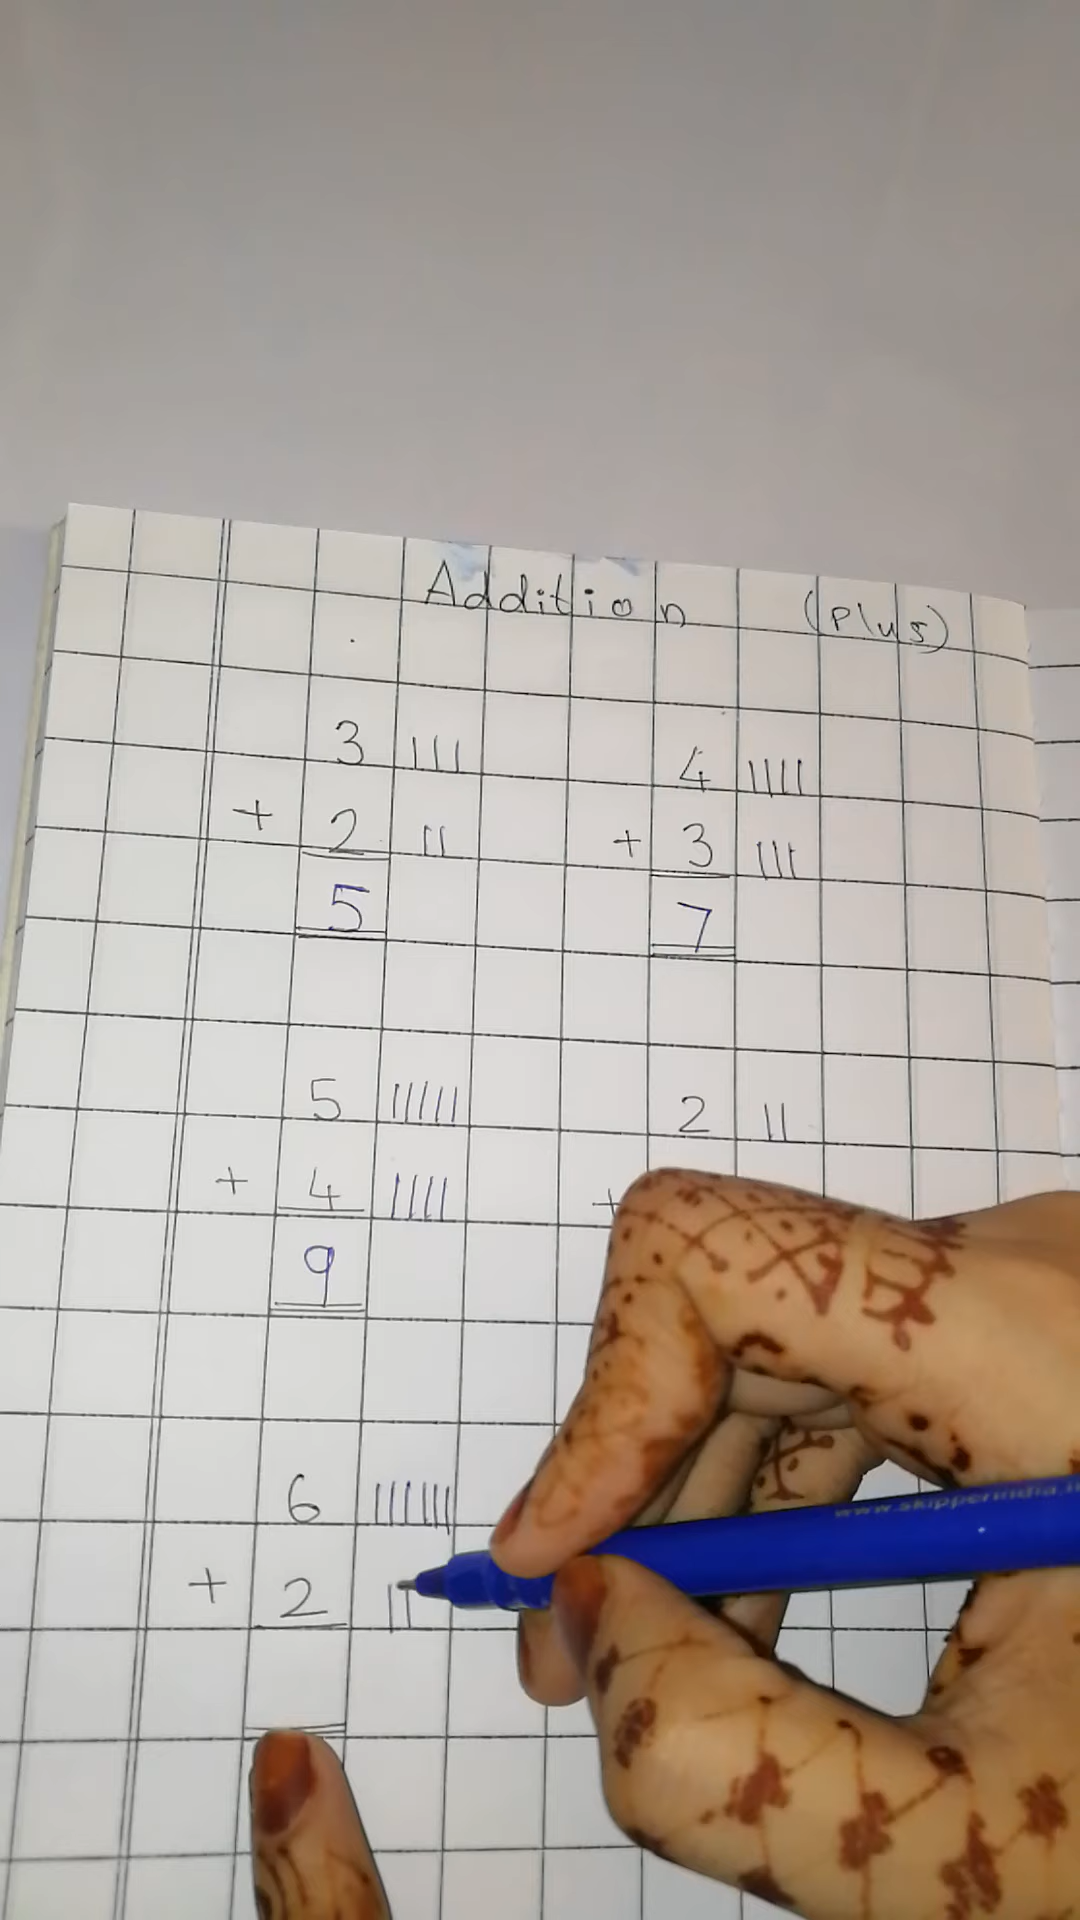 Addition (Plus)
3 ||| 4 ||||
+ 2 || + 3 |||
5 7
5 ||||| 2 ||
+ 4 |||| +
9
6 ||||||
+ 2 ||